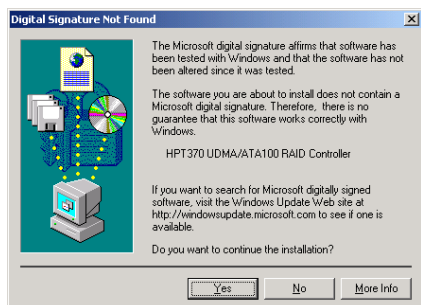 Digital Signature Not Found
The Microsoft digital signature affirms that software has
been tested with Windows and that the software has not
been altered since it was tested.
The software you are about to install does not contain a
Microsoft digital signature. Therefore, there is no
guarantee that this software works correctly with
Windows.
HPT370 UDMA/ATA100 RAID Controller
If you want to search for Microsoft digitally signed
software, visit the Windows Update Web site at
http://windowsupdate.microsoft.com to see if one is
available.
Do you want to continue the installation?
Yes No More Info